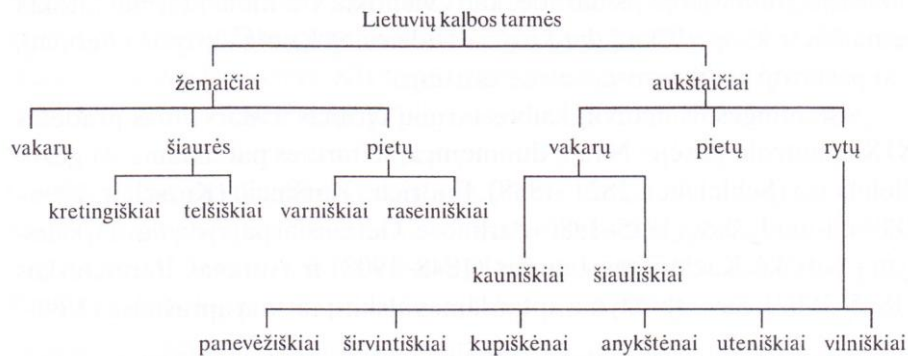 Lietuvių kalbos tarmės
žemaičiai aukštaičiai
vakarų šiaurės pietų vakarų pietų rytų
kretingiškiai telšiškiai varniškiai raseiniškiai
kauniškiai šiauliškiai
panevėžiškiai širvintiškiai kupiškėnai anykštėnai uteniškiai vilniškiai